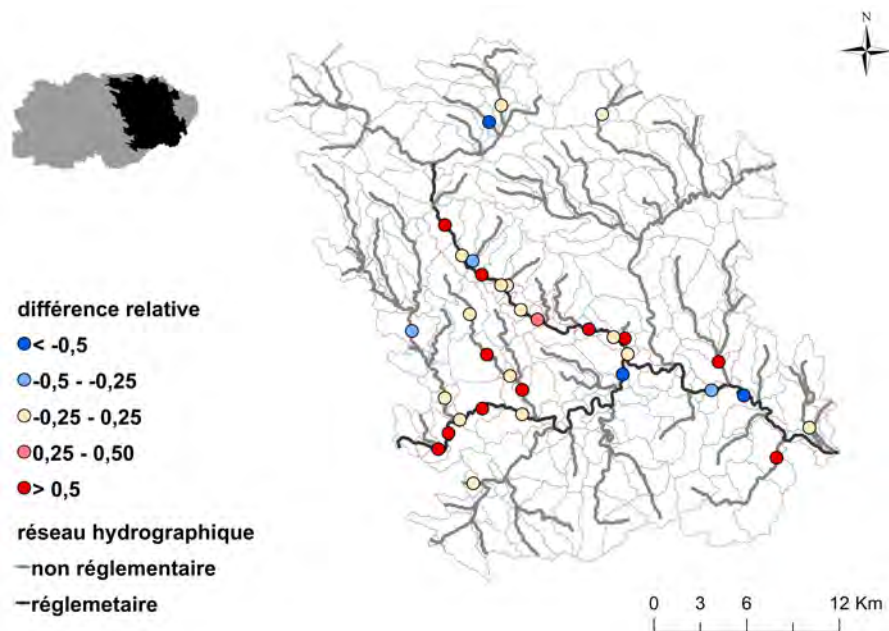 N
différence relative
< -0,5
-0,5 - -0,25
-0,25 - 0,25
0,25 - 0,50
> 0,5
réseau hydrographique
non réglementaire
réglemetaire
0 3 6 12 Km